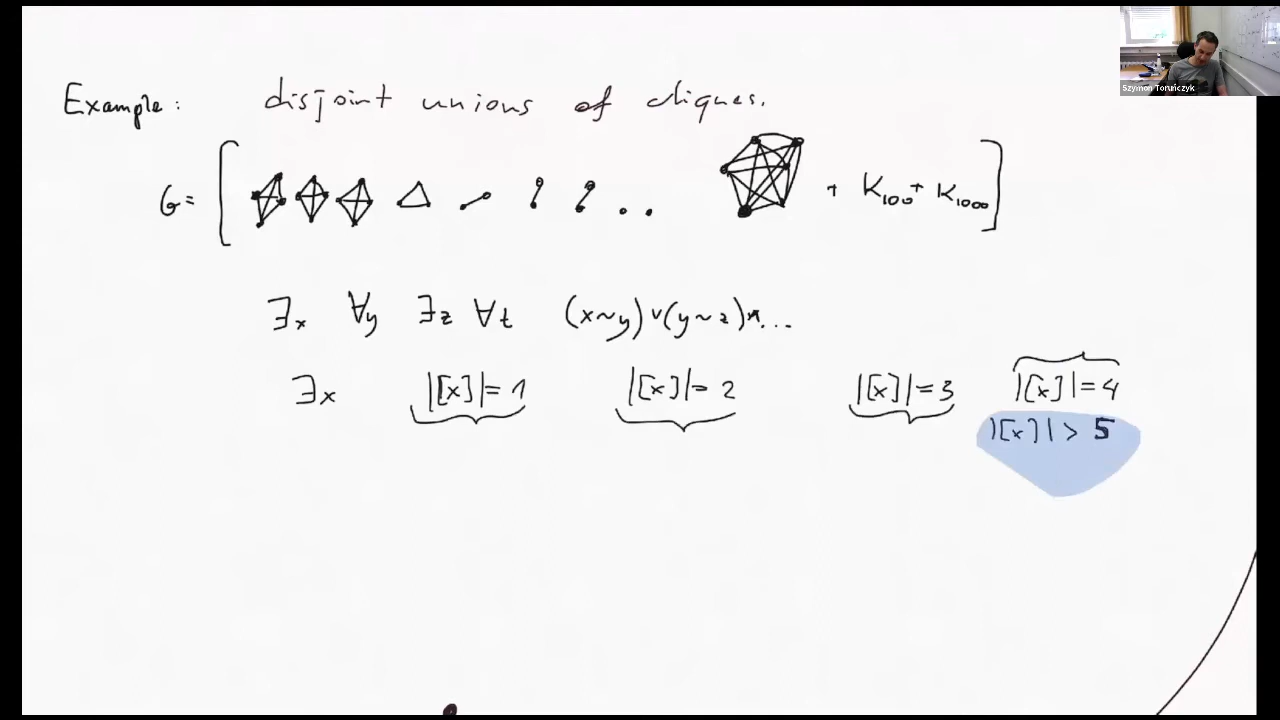 Szymon Toruńczyk
Example: disjoint unions of cliques.
G = [ + K₁₀₀ + K₁₀₀₀ ]
∃x ∀y ∃z ∀t (x~y)∨(y~z)∧...
∃x |[x]|=1 |[x]|=2 |[x]|=3 |[x]|=4
|[x]| > 5